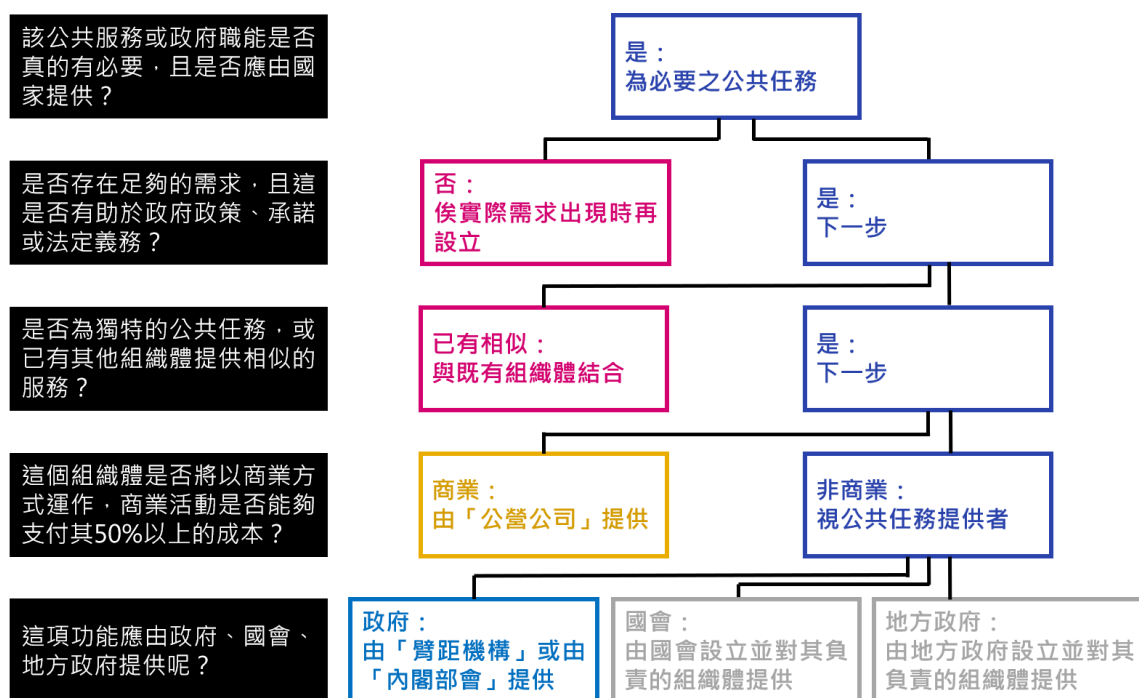 該公共服務或政府職能是否
真的有必要，且是否應由國
家提供？
是：
為必要之公共任務
是否存在足夠的需求，且這
是否有助於政府政策、承諾
或法定義務？
否：
俟實際需求出現時再
設立
是：
下一步
是否為獨特的公共任務，或
已有其他組織體提供相似的
服務？
已有相似：
與既有組織體結合
是：
下一步
這個組織體是否將以商業方
式運作，商業活動是否能夠
支付其50%以上的成本？
商業：
由「公營公司」提供
非商業：
視公共任務提供者
這項功能應由政府、國會、
地方政府提供呢？
政府：
由「臂距機構」或由
「內閣部會」提供
國會：
由國會設立並對其負
責的組織體提供
地方政府：
由地方政府設立並對其
負責的組織體提供